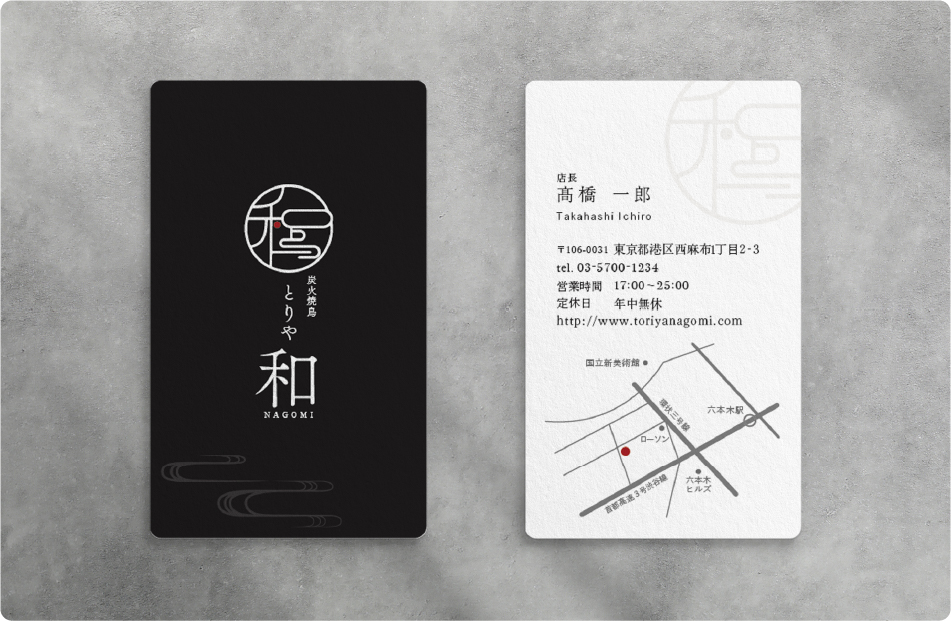 炭火焼鳥
とりや
和
NAGOMI
店長
髙橋 一郎
Takahashi Ichiro
〒106-0031 東京都港区西麻布1丁目2-3
tel. 03-5700-1234
営業時間 17:00~25:00
定休日 年中無休
http://www.toriyanagomi.com
国立新美術館
環状三号線
六本木駅
ローソン
六本木
ヒルズ
首都高速3号渋谷線